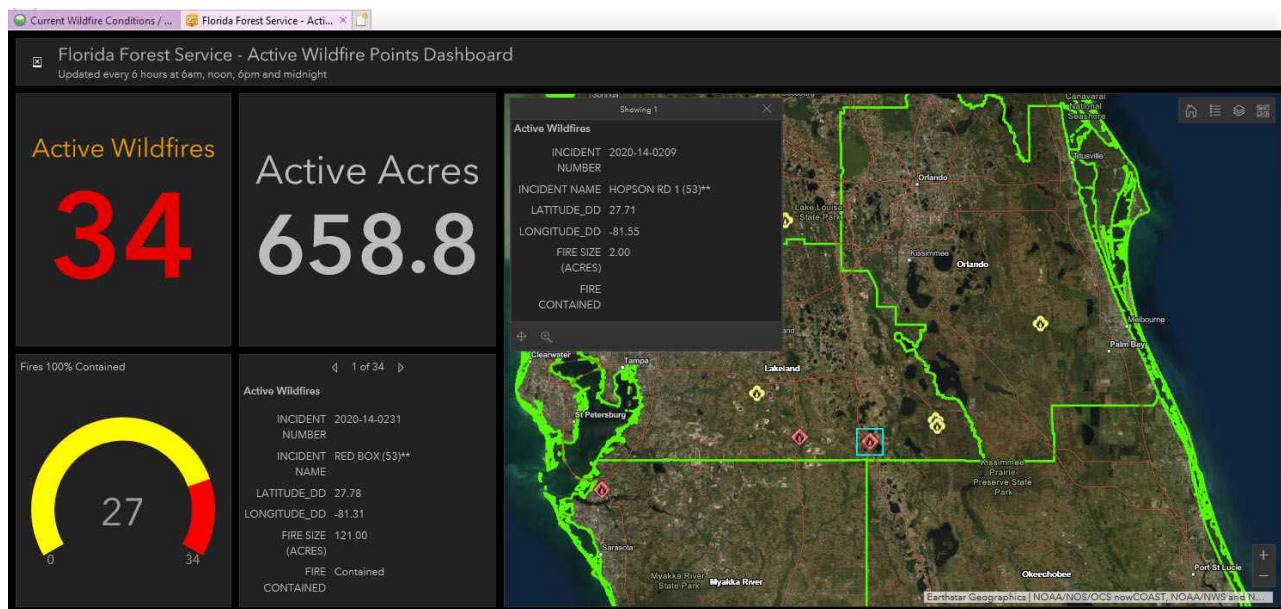 Current Wildfire Conditions / ...
Florida Forest Service - Acti...
Florida Forest Service - Active Wildfire Points Dashboard
Updated every 6 hours at 6am, noon, 6pm and midnight
Active Wildfires
34
Active Acres
658.8
Showing 1
Active Wildfires
INCIDENT NUMBER 2020-14-0209
INCIDENT NAME HOPSON RD 1 (53)**
LATITUDE_DD 27.71
LONGITUDE_DD -81.55
FIRE SIZE (ACRES) 2.00
FIRE CONTAINED
Fires 100% Contained
27
0
34
1 of 34
Active Wildfires
INCIDENT NUMBER 2020-14-0231
INCIDENT NAME RED BOX (53)**
LATITUDE_DD 27.78
LONGITUDE_DD -81.31
FIRE SIZE (ACRES) 121.00
FIRE CONTAINED Contained
Canaveral National Seashore
Titusville
Orlando
Lake Louisa State Park
Kissimmee
Orlando
Melbourne
Palm Bay
Clearwater
Tampa
Lakeland
St Petersburg
Kissimmee Prairie Preserve State Park
Sarasota
Myakka River State Park
Myakka River
Okeechobee
Port St Lucie
Earthstar Geographics | NOAA/NOS/OCS nowCOAST, NOAA/NWS and N...